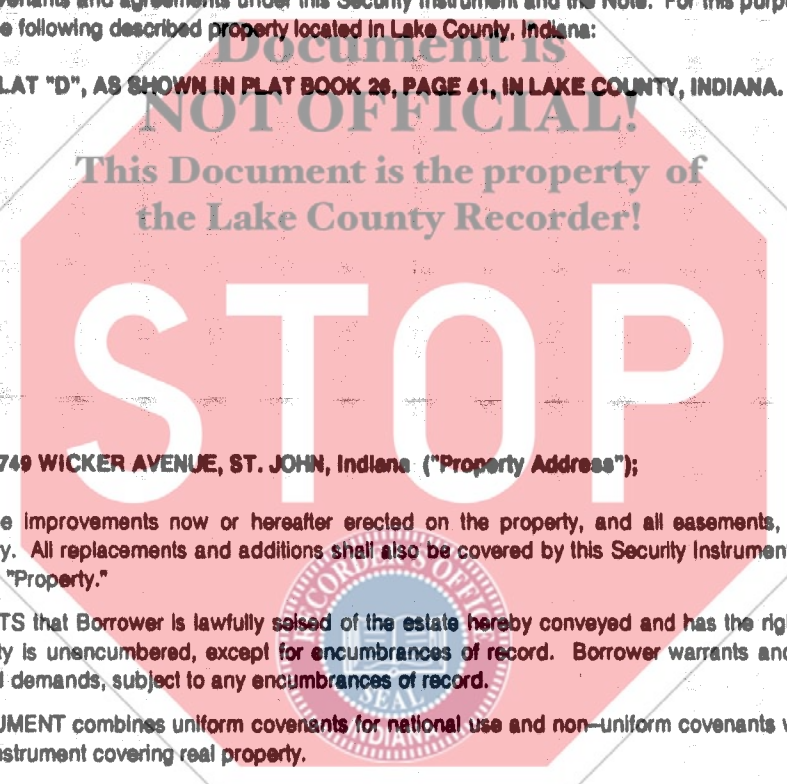 venants and agreements under this Security Instrument and the Note. For this purp
e following described property located in Lake County, Indiana:
Document is
LAT "D", AS SHOWN IN PLAT BOOK 26, PAGE 41, IN LAKE COUNTY, INDIANA.
NOT OFFICIAL!
This Document is the property of
the Lake County Recorder!
STOP
749 WICKER AVENUE, ST. JOHN, Indiana ("Property Address");
e improvements now or hereafter erected on the property, and all easements,
y. All replacements and additions shall also be covered by this Security Instrumen
"Property."
TS that Borrower is lawfully seised of the estate hereby conveyed and has the rig
ty is unencumbered, except for encumbrances of record. Borrower warrants and
l demands, subject to any encumbrances of record.
UMENT combines uniform covenants for national use and non-uniform covenants v
nstrument covering real property.
RECORDER'S OFFICE
SEAL
INDIANA